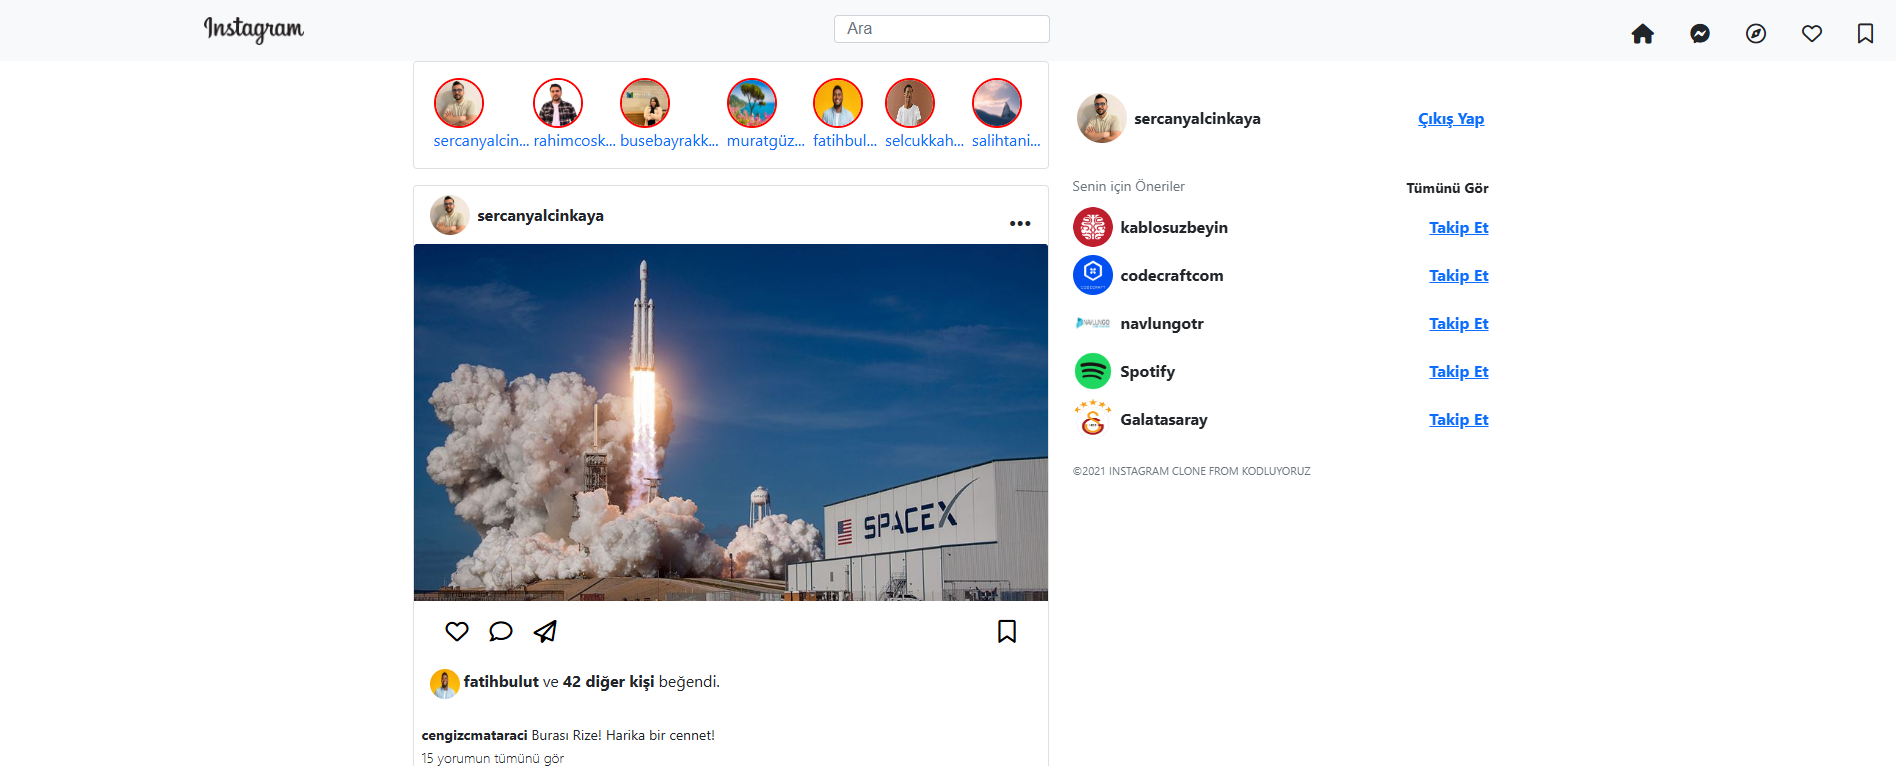 Instagram
Ara
sercanyalcin... rahimcosk... busebayrakk... muratgüz... fatihbul... selcukkah... salihtani...
sercanyalcinkaya
Çıkış Yap
Senin için Öneriler
Tümünü Gör
kablosuzbeyin
Takip Et
codecraftcom
Takip Et
navlungotr
Takip Et
Spotify
Takip Et
Galatasaray
Takip Et
©2021 INSTAGRAM CLONE FROM KODLUYORUZ
sercanyalcinkaya
SPACEX
fatihbulut ve 42 diğer kişi beğendi.
cengizcmataraci Burası Rize! Harika bir cennet!
15 yorumun tümünü gör